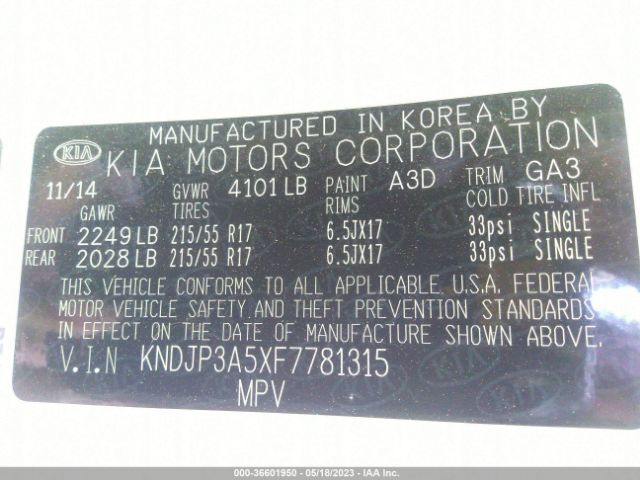 MANUFACTURED IN KOREA BY
KIA KIA MOTORS CORPORATION
11/14 GVWR 4101 LB PAINT A3D TRIM GA3
GAWR TIRES RIMS COLD TIRE INFL
FRONT 2249 LB 215/55 R17 6.5JX17 33psi SINGLE
REAR 2028 LB 215/55 R17 6.5JX17 33psi SINGLE
THIS VEHICLE CONFORMS TO ALL APPLICABLE U.S.A. FEDERAL
MOTOR VEHICLE SAFETY AND THEFT PREVENTION STANDARDS
IN EFFECT ON THE DATE OF MANUFACTURE SHOWN ABOVE.
V.I.N KNDJP3A5XF7781315
MPV
000-36601950 - 05/18/2023 - IAA Inc.